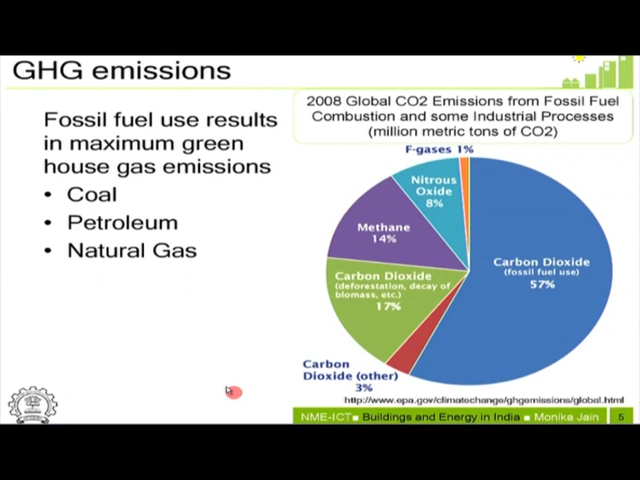 GHG emissions
Fossil fuel use results
in maximum green
house gas emissions
• Coal
• Petroleum
• Natural Gas
2008 Global CO2 Emissions from Fossil Fuel
Combustion and some Industrial Processes
(million metric tons of CO2)
F-gases 1%
Nitrous
Oxide
8%
Methane
14%
Carbon Dioxide
(fossil fuel use)
57%
Carbon Dioxide
(deforestation, decay of
biomass, etc.)
17%
Carbon
Dioxide (other)
3%
http://www.epa.gov/climatechange/ghgemissions/global.html
NME-ICT■ Buildings and Energy in India ■ Monika Jain 5